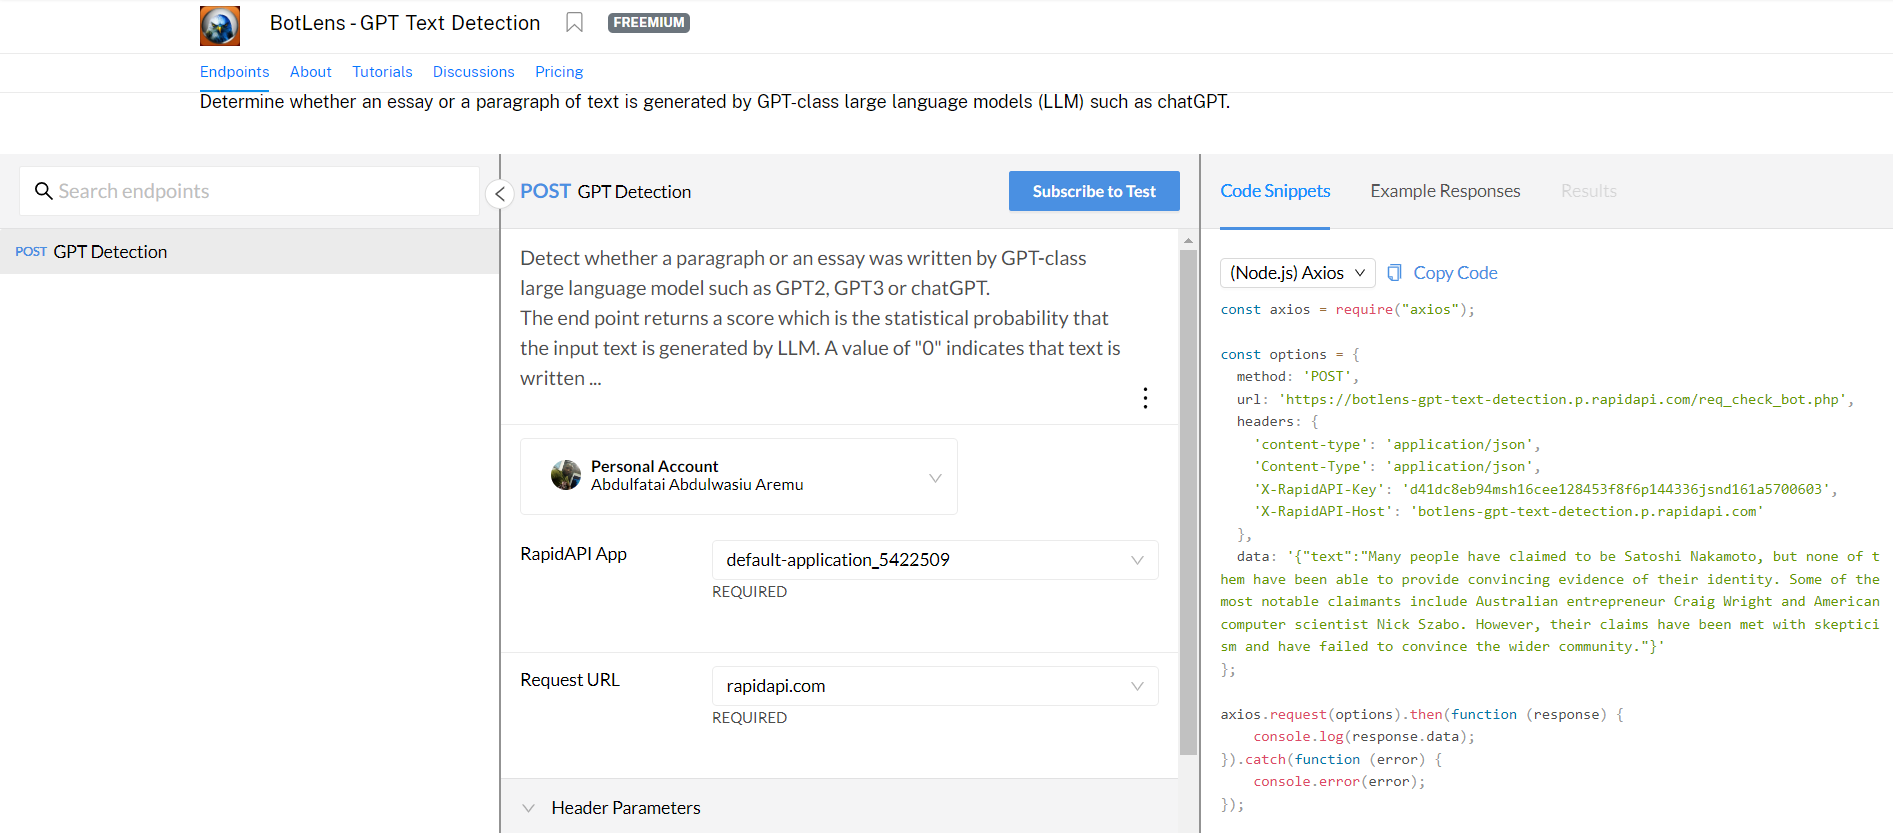 BotLens - GPT Text Detection
FREEMIUM
Endpoints About Tutorials Discussions Pricing
Determine whether an essay or a paragraph of text is generated by GPT-class large language models (LLM) such as chatGPT.
Search endpoints
POST GPT Detection
POST GPT Detection
Subscribe to Test
Detect whether a paragraph or an essay was written by GPT-class
large language model such as GPT2, GPT3 or chatGPT.
The end point returns a score which is the statistical probability that
the input text is generated by LLM. A value of "0" indicates that text is
written ...
Personal Account
Abdulfatai Abdulwasiu Aremu
RapidAPI App
default-application_5422509
REQUIRED
Request URL
rapidapi.com
REQUIRED
Header Parameters
Code Snippets Example Responses Results
(Node.js) Axios Copy Code
const axios = require("axios");
const options = {
method: 'POST',
url: 'https://botlens-gpt-text-detection.p.rapidapi.com/req_check_bot.php',
headers: {
'content-type': 'application/json',
'Content-Type': 'application/json',
'X-RapidAPI-Key': 'd41dc8eb94msh16cee128453f8f6p144336jsnd161a5700603',
'X-RapidAPI-Host': 'botlens-gpt-text-detection.p.rapidapi.com'
},
data: '{"text":"Many people have claimed to be Satoshi Nakamoto, but none of t
hem have been able to provide convincing evidence of their identity. Some of the
most notable claimants include Australian entrepreneur Craig Wright and American
computer scientist Nick Szabo. However, their claims have been met with skeptici
sm and have failed to convince the wider community."}'
};
axios.request(options).then(function (response) {
console.log(response.data);
}).catch(function (error) {
console.error(error);
});